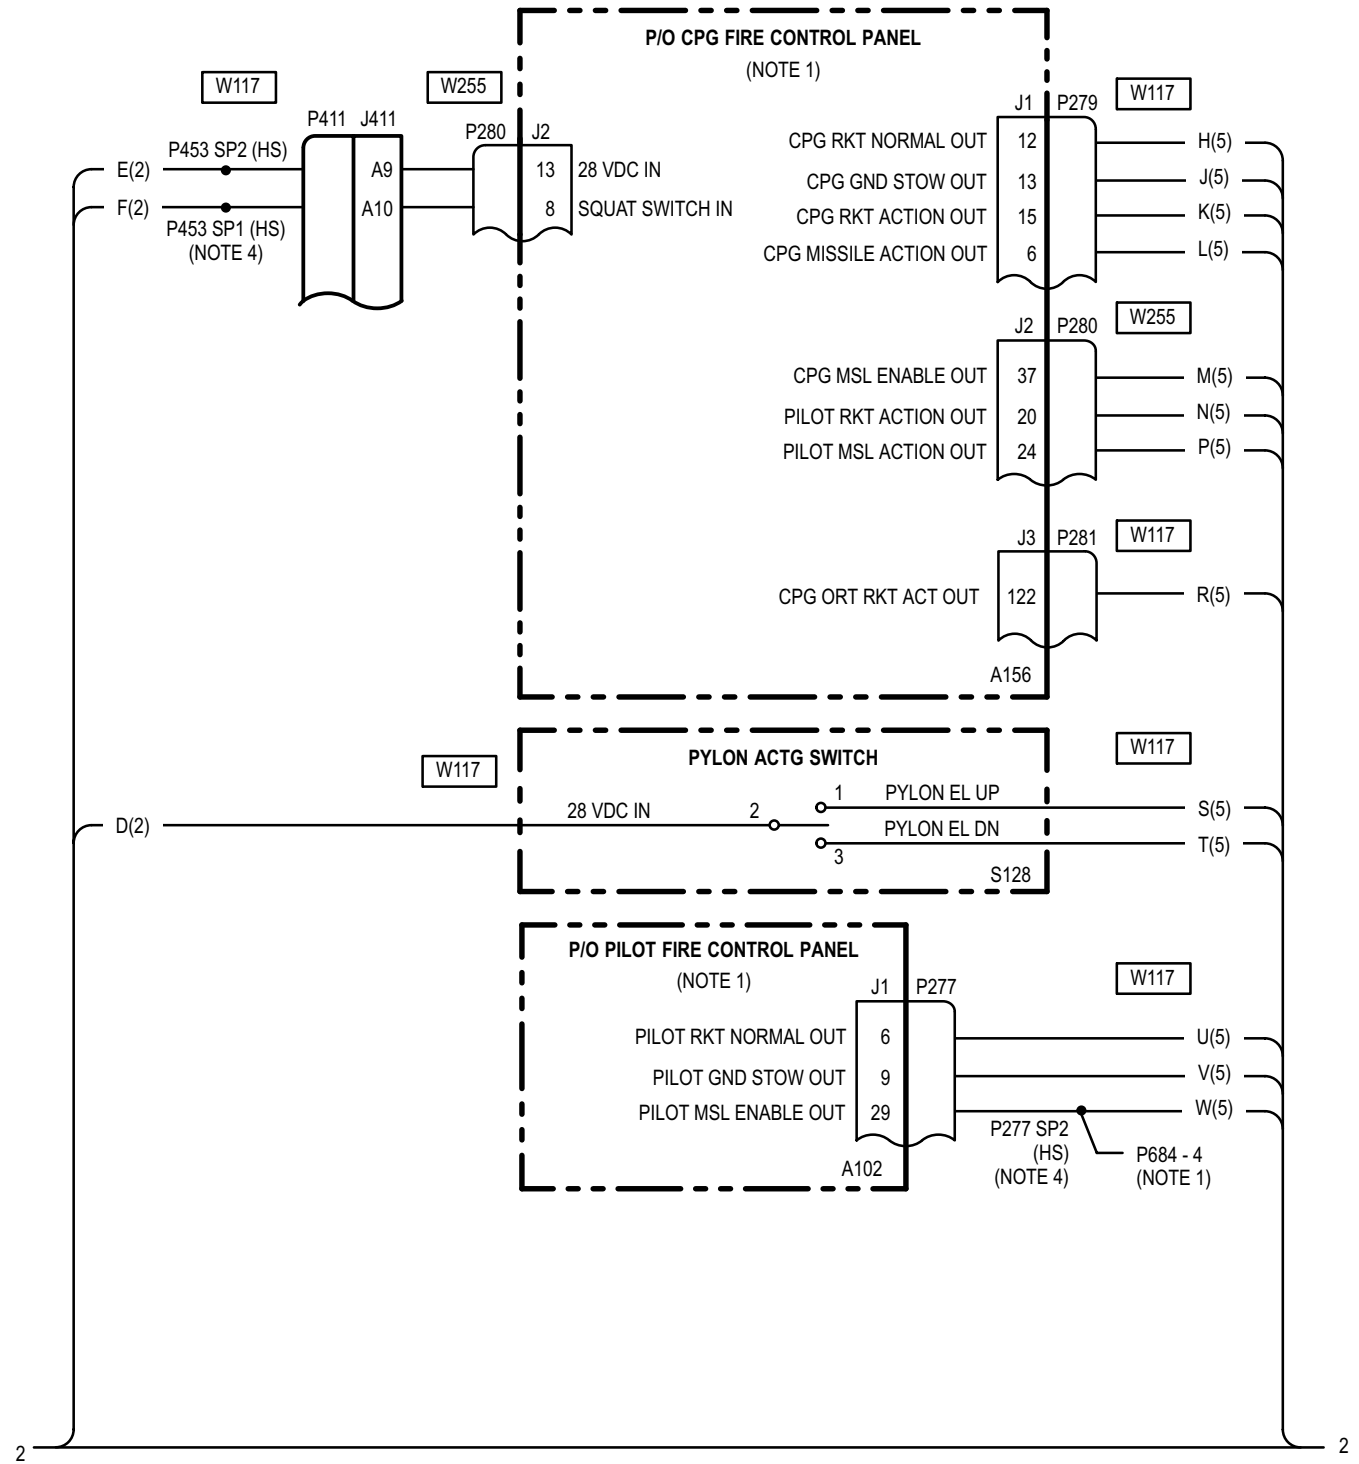 P/O CPG FIRE CONTROL PANEL
(NOTE 1)
W117
W255
W117
P411 J411
P280 J2
J1 P279
P453 SP2 (HS)
E(2)
A9
13
28 VDC IN
F(2)
A10
8
SQUAT SWITCH IN
P453 SP1 (HS)
(NOTE 4)
CPG RKT NORMAL OUT
12
H(5)
CPG GND STOW OUT
13
J(5)
CPG RKT ACTION OUT
15
K(5)
CPG MISSILE ACTION OUT
6
L(5)
J2 P280
W255
CPG MSL ENABLE OUT
37
M(5)
PILOT RKT ACTION OUT
20
N(5)
PILOT MSL ACTION OUT
24
P(5)
J3 P281
W117
CPG ORT RKT ACT OUT
122
R(5)
A156
W117
PYLON ACTG SWITCH
W117
D(2)
28 VDC IN
2
1
PYLON EL UP
S(5)
PYLON EL DN
3
T(5)
S128
P/O PILOT FIRE CONTROL PANEL
(NOTE 1)
J1 P277
W117
PILOT RKT NORMAL OUT
6
U(5)
PILOT GND STOW OUT
9
V(5)
PILOT MSL ENABLE OUT
29
W(5)
P277 SP2
(HS)
(NOTE 4)
P684 - 4
(NOTE 1)
A102
2
2